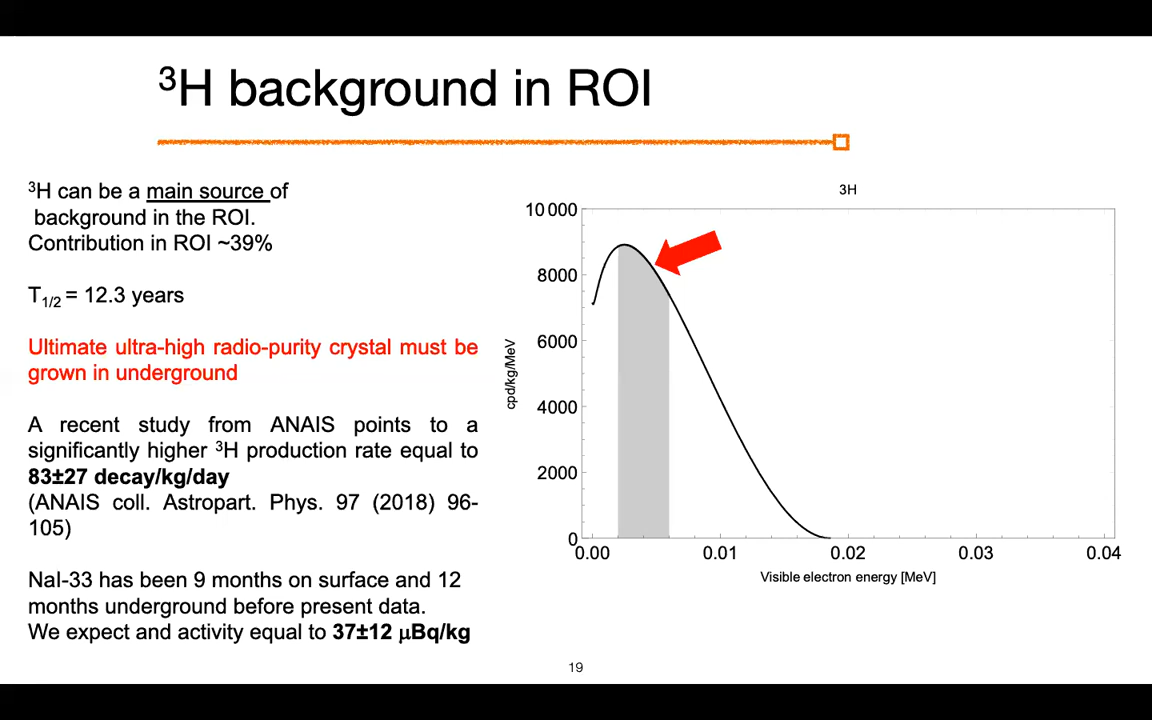 ³H background in ROI
³H can be a main source of
background in the ROI.
Contribution in ROI ~39%
T₁/₂ = 12.3 years
Ultimate ultra-high radio-purity crystal must be
grown in underground
A recent study from ANAIS points to a
significantly higher ³H production rate equal to
83±27 decay/kg/day
(ANAIS coll. Astropart. Phys. 97 (2018) 96-
105)
NaI-33 has been 9 months on surface and 12
months underground before present data.
We expect and activity equal to 37±12 μBq/kg
3H
10 000
8000
6000
4000
2000
0
cpd/kg/MeV
0.00 0.01 0.02 0.03 0.04
Visible electron energy [MeV]
19